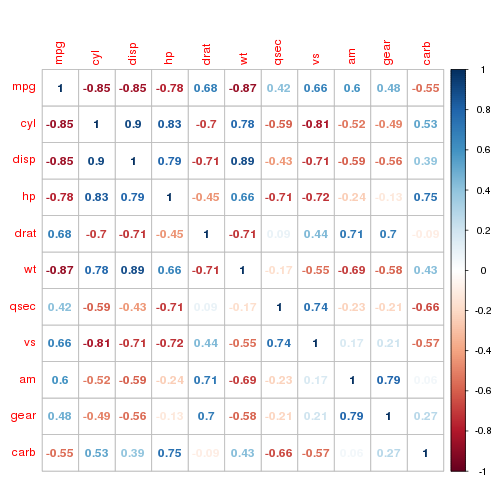 mpg cyl disp hp drat wt qsec vs am gear carb
mpg 1 -0.85 -0.85 -0.78 0.68 -0.87 0.42 0.66 0.6 0.48 -0.55 1
cyl -0.85 1 0.9 0.83 -0.7 0.78 -0.59 -0.81 -0.52 -0.49 0.53 0.8
disp -0.85 0.9 1 0.79 -0.71 0.89 -0.43 -0.71 -0.59 -0.56 0.39 0.6
hp -0.78 0.83 0.79 1 -0.45 0.66 -0.71 -0.72 -0.24 -0.13 0.75 0.4
drat 0.68 -0.7 -0.71 -0.45 1 -0.71 0.09 0.44 0.71 0.7 -0.09 0.2
wt -0.87 0.78 0.89 0.66 -0.71 1 -0.17 -0.55 -0.69 -0.58 0.43 0
qsec 0.42 -0.59 -0.43 -0.71 0.09 -0.17 1 0.74 -0.23 -0.21 -0.66 -0.2
vs 0.66 -0.81 -0.71 -0.72 0.44 -0.55 0.74 1 0.17 0.21 -0.57 -0.4
am 0.6 -0.52 -0.59 -0.24 0.71 -0.69 -0.23 0.17 1 0.79 0.06 -0.6
gear 0.48 -0.49 -0.56 -0.13 0.7 -0.58 -0.21 0.21 0.79 1 0.27 -0.8
carb -0.55 0.53 0.39 0.75 -0.09 0.43 -0.66 -0.57 0.06 0.27 1 -1